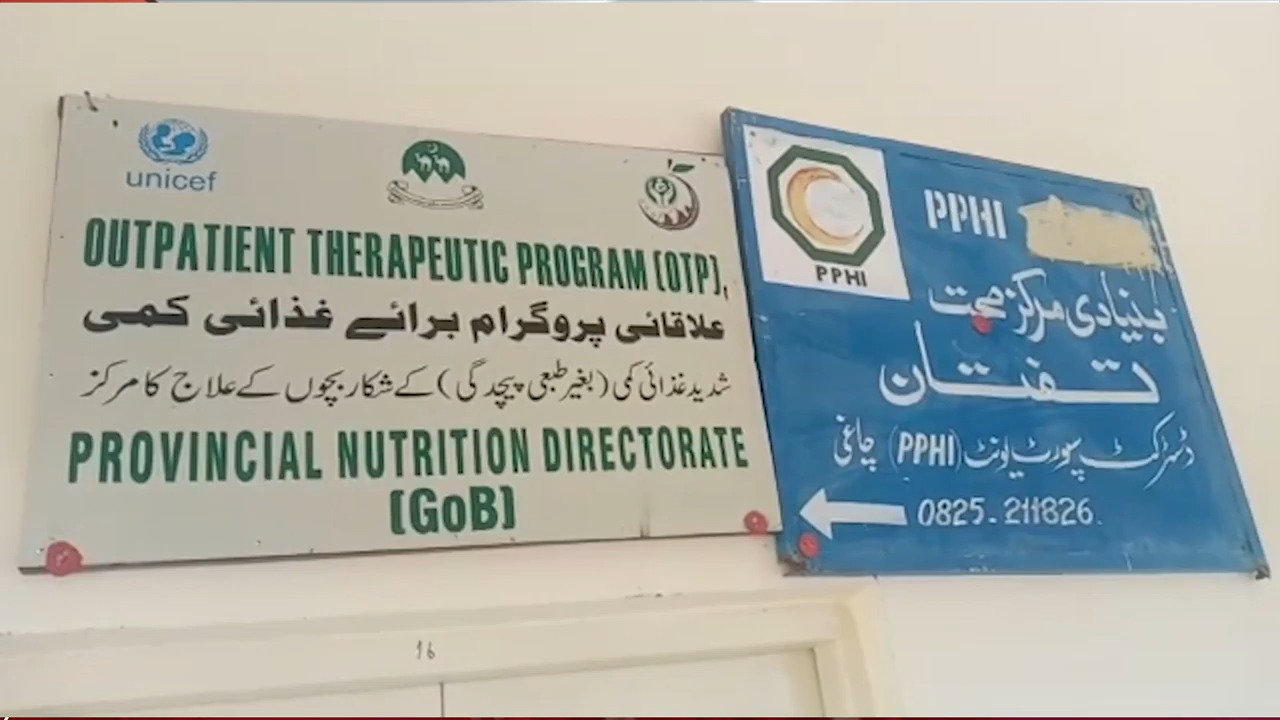 unicef
OUTPATIENT THERAPEUTIC PROGRAM (OTP),
علاقائی پروگرام برائے غذائی کمی
شدید غذائی کمی (بغیر طبعی پیچدگی) کے شکار بچوں کے علاج کا مرکز
PROVINCIAL NUTRITION DIRECTORATE
(GoB)
PPHI
PPHI
بنیادی مرکز صحت
تفتان
ڈسٹرکٹ سپورٹ یونٹ (PPHI) چاغی
0825-211826.
16